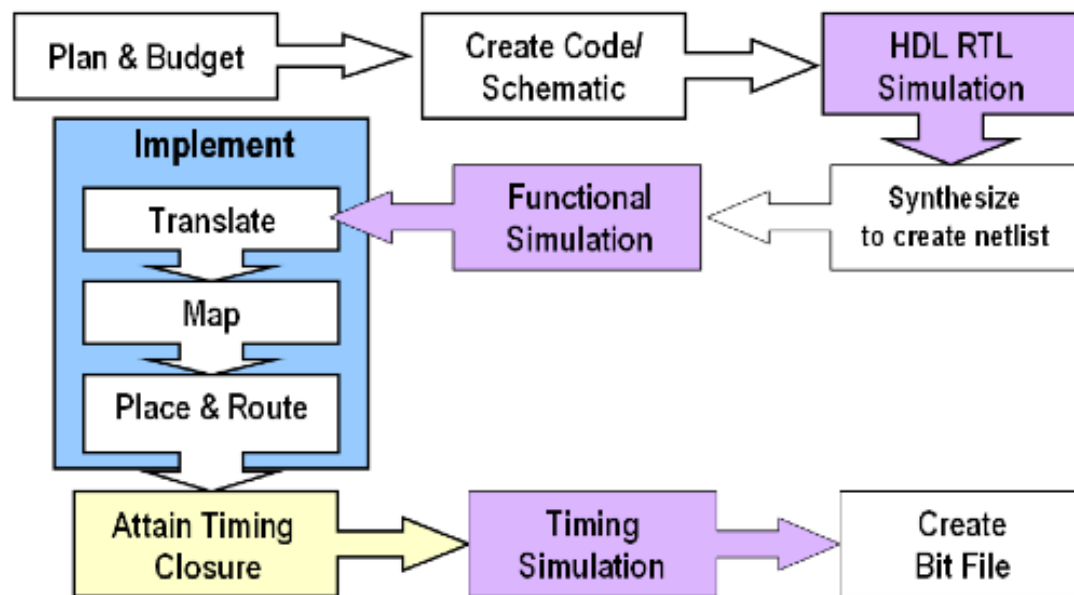 Plan & Budget
Create Code/
Schematic
HDL RTL
Simulation
Implement
Translate
Map
Place & Route
Functional
Simulation
Synthesize
to create netlist
Attain Timing
Closure
Timing
Simulation
Create
Bit File